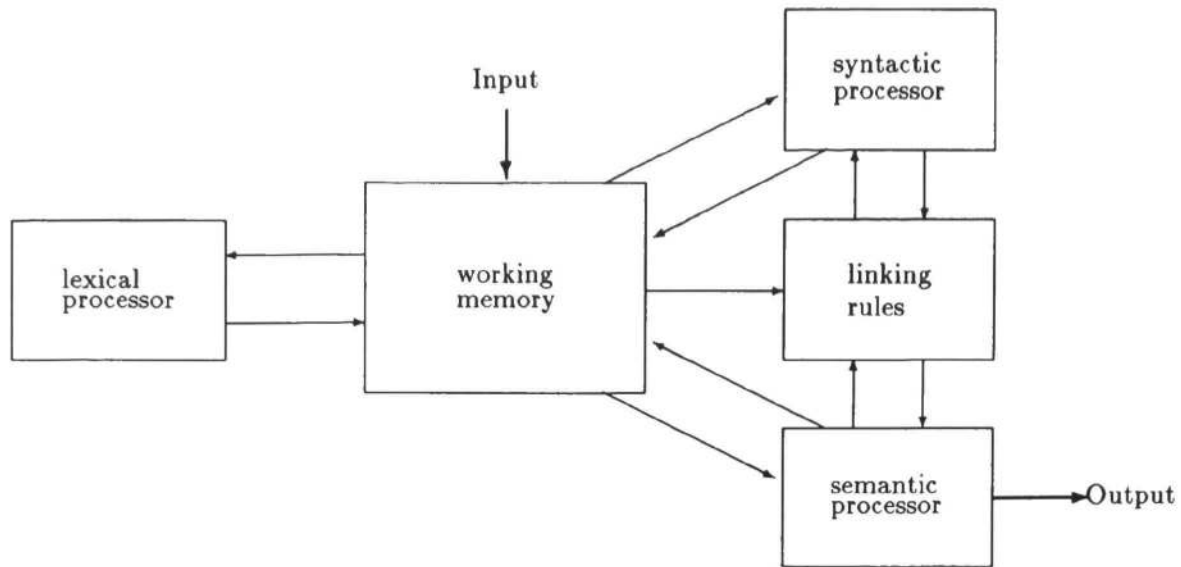 Input
syntactic
processor
lexical
processor
working
memory
linking
rules
semantic
processor
Output